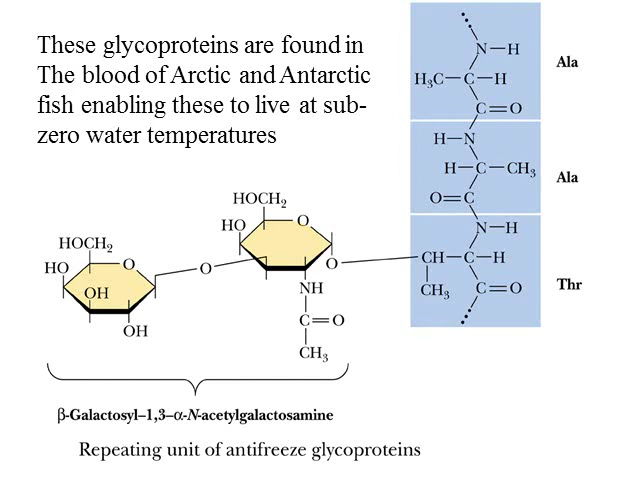 These glycoproteins are found in
The blood of Arctic and Antarctic
fish enabling these to live at sub-
zero water temperatures
N—H
H₃C—C—H
C=O
Ala
H—N
H—C—CH₃
O=C
Ala
N—H
CH—C—H
CH₃
C=O
Thr
HOCH₂
HO
O
O
NH
C=O
CH₃
O
HOCH₂
HO
O
OH
OH
β-Galactosyl–1,3–α-N-acetylgalactosamine
Repeating unit of antifreeze glycoproteins